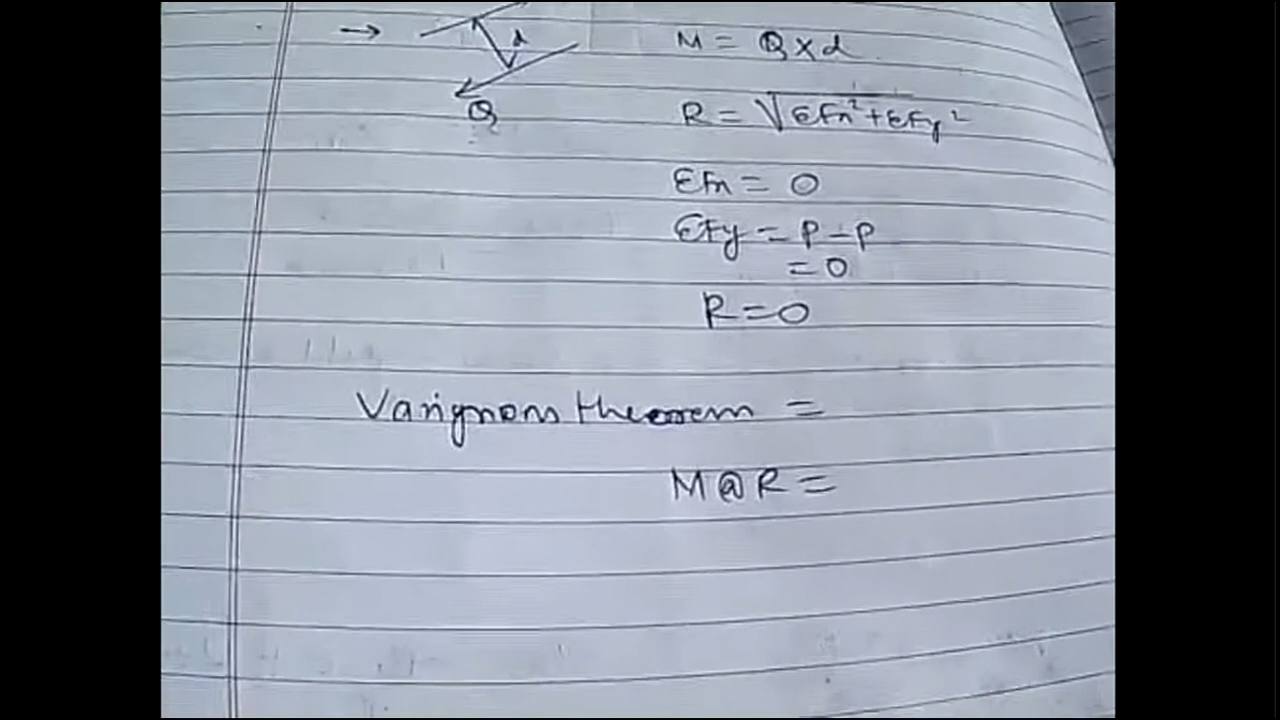 → d M = Q × d
Q
R = √ΣFx² + ΣFy²
ΣFx = 0
ΣFy = P - P
= 0
R = 0
Varignons theorem =
M@R =